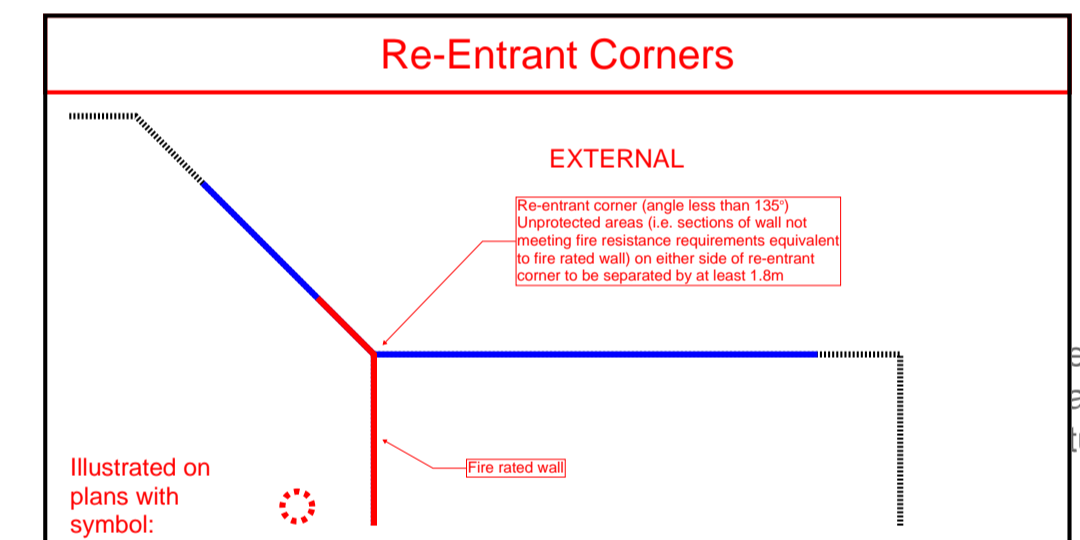 Re-Entrant Corners
EXTERNAL
Re-entrant corner (angle less than 135°)
Unprotected areas (i.e. sections of wall not
meeting fire resistance requirements equivalent
to fire rated wall) on either side of re-entrant
corner to be separated by at least 1.8m
Fire rated wall
Illustrated on
plans with
symbol: